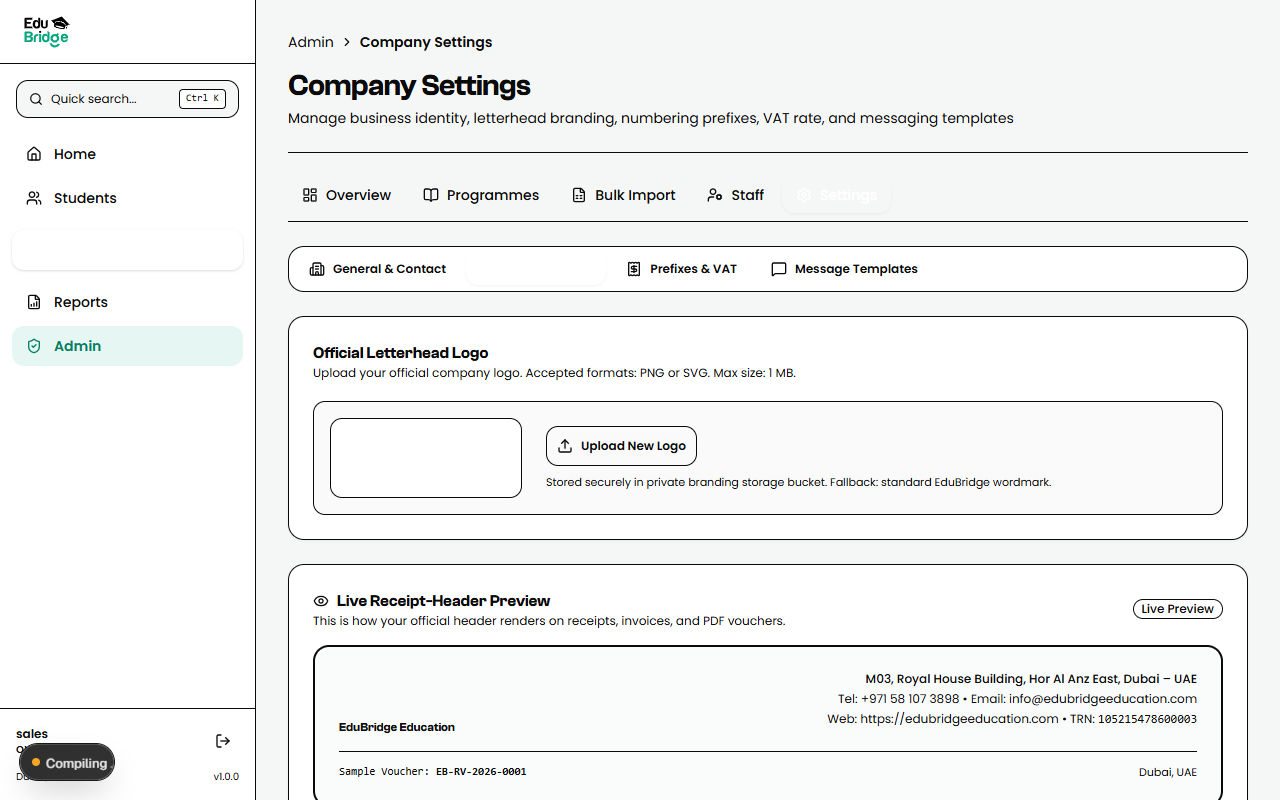 Edu
Bridge
Quick search...
Ctrl K
Home
Students
Reports
Admin
sales
Compiling
v1.0.0
Admin > Company Settings
Company Settings
Manage business identity, letterhead branding, numbering prefixes, VAT rate, and messaging templates
Overview
Programmes
Bulk Import
Staff
Settings
General & Contact
Prefixes & VAT
Message Templates
Official Letterhead Logo
Upload your official company logo. Accepted formats: PNG or SVG. Max size: 1 MB.
Upload New Logo
Stored securely in private branding storage bucket. Fallback: standard EduBridge wordmark.
Live Receipt-Header Preview
This is how your official header renders on receipts, invoices, and PDF vouchers.
Live Preview
M03, Royal House Building, Hor Al Anz East, Dubai – UAE
Tel: +971 58 107 3898 • Email: info@edubridgeeducation.com
Web: https://edubridgeeducation.com • TRN: 105215478600003
EduBridge Education
Sample Voucher: EB-RV-2026-0001
Dubai, UAE